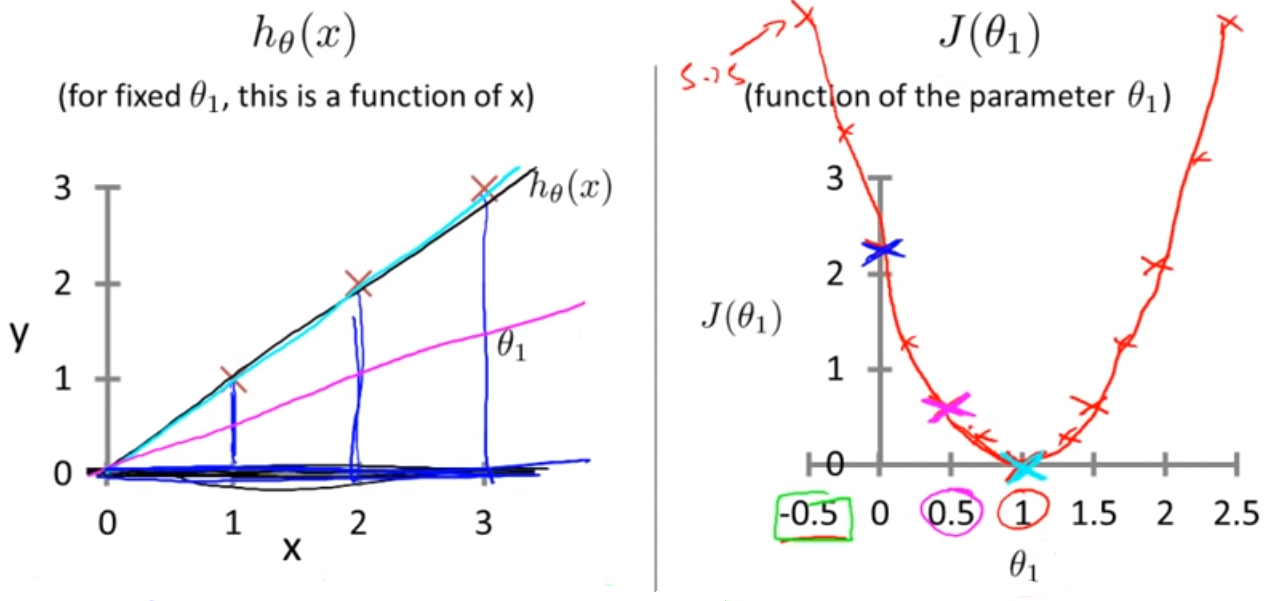 hθ(x)
(for fixed θ₁, this is a function of x)
3
2
1
0
y
0 1 2 3
x
hθ(x)
θ₁
J(θ₁)
5.25
(function of the parameter θ₁)
3
2
1
0
J(θ₁)
-0.5 0 0.5 1 1.5 2 2.5
θ₁